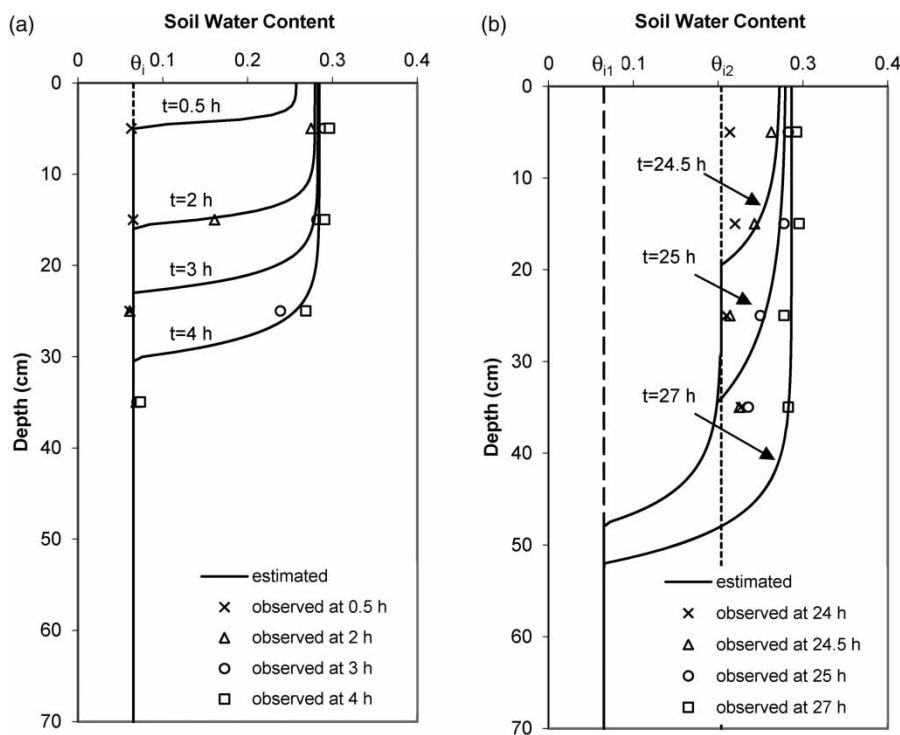 (a)
Soil Water Content
0 θi 0.1 0.2 0.3 0.4
0
10
20
30
40
50
60
70
Depth (cm)
t=0.5 h
t=2 h
t=3 h
t=4 h
estimated
observed at 0.5 h
observed at 2 h
observed at 3 h
observed at 4 h
(b)
Soil Water Content
0 θi1 0.1 θi2 0.3 0.4
0
10
20
30
40
50
60
70
Depth (cm)
t=24.5 h
t=25 h
t=27 h
estimated
observed at 24 h
observed at 24.5 h
observed at 25 h
observed at 27 h